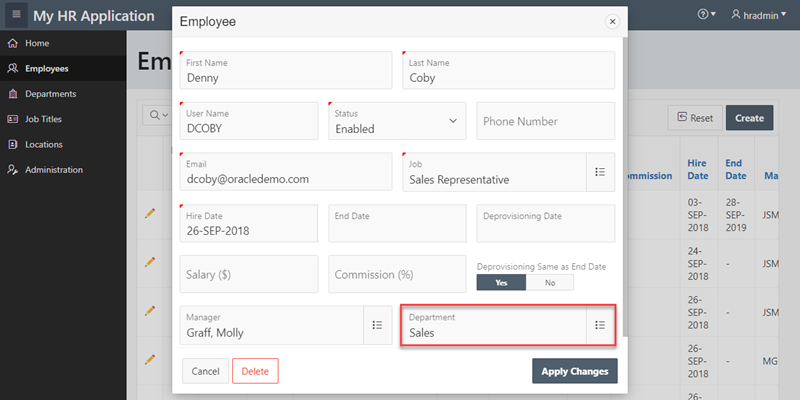 My HR Application
hradmin
Home
Employees
Departments
Job Titles
Locations
Administration
Em
Reset
Create
Employee
First Name
Denny
Last Name
Coby
User Name
DCOBY
Status
Enabled
Phone Number
Email
dcoby@oracledemo.com
Job
Sales Representative
Hire Date
26-SEP-2018
End Date
Deprovisioning Date
Salary ($)
Commission (%)
Deprovisioning Same as End Date
Yes
No
Manager
Graff, Molly
Department
Sales
Cancel
Delete
Apply Changes
ommission
Hire
Date
End
Date
Ma
03-
SEP-
2018
28-
SEP-
2019
JSM
24-
SEP-
2018
-
JSM
26-
SEP-
2018
-
JSM
26-
SEP-
2018
-
MG
26-
SEP-